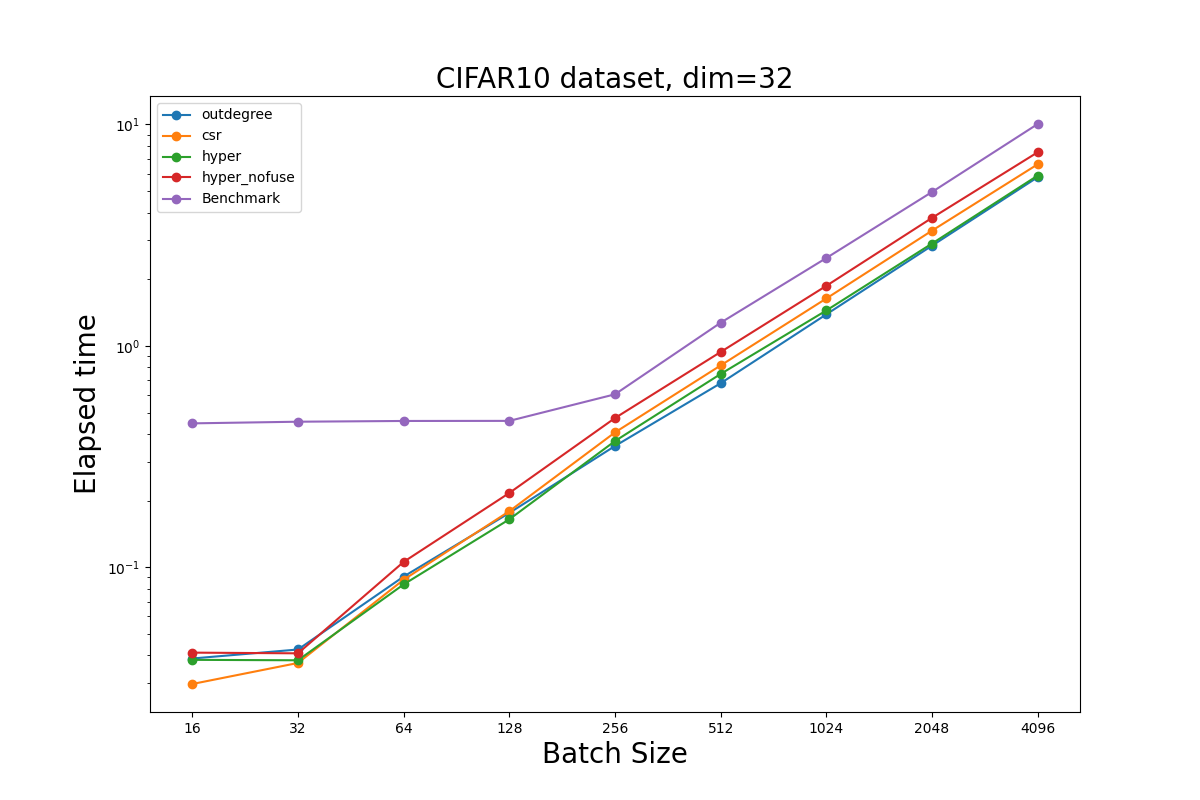 CIFAR10 dataset, dim=32
outdegree
csr
hyper
hyper_nofuse
Benchmark
10¹
10⁰
10⁻¹
Elapsed time
16 32 64 128 256 512 1024 2048 4096
Batch Size